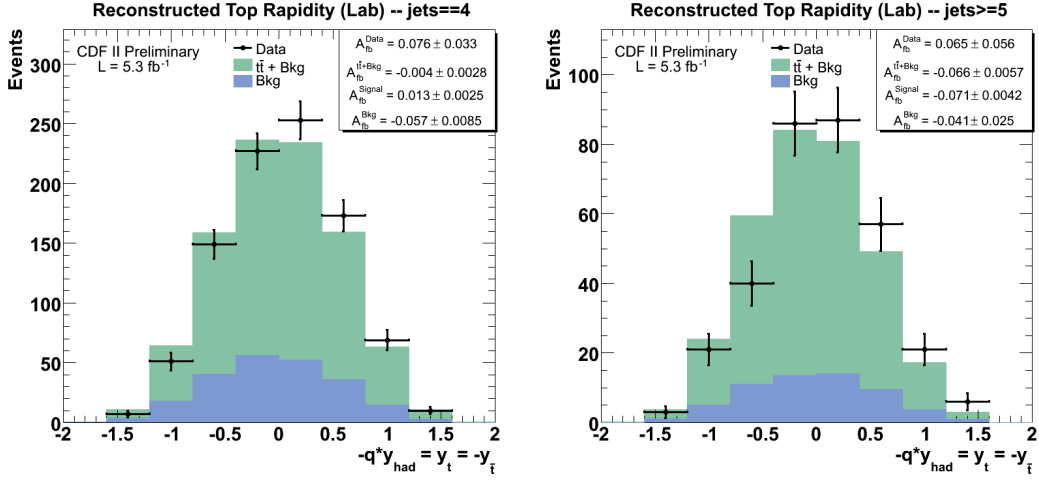 Reconstructed Top Rapidity (Lab) -- jets==4
Events
CDF II Preliminary
L = 5.3 fb⁻¹
Data
tt̄ + Bkg
Bkg
A_fb^Data = 0.076 ± 0.033
A_fb^tt̄+Bkg = -0.004 ± 0.0028
A_fb^Signal = 0.013 ± 0.0025
A_fb^Bkg = -0.057 ± 0.0085
300
250
200
150
100
50
0
-2 -1.5 -1 -0.5 0 0.5 1 1.5 2
-q*y_had = y_t = -y_t̄
Reconstructed Top Rapidity (Lab) -- jets>=5
Events
CDF II Preliminary
L = 5.3 fb⁻¹
Data
tt̄ + Bkg
Bkg
A_fb^Data = 0.065 ± 0.056
A_fb^tt̄+Bkg = -0.066 ± 0.0057
A_fb^Signal = -0.071 ± 0.0042
A_fb^Bkg = -0.041 ± 0.025
100
80
60
40
20
0
-2 -1.5 -1 -0.5 0 0.5 1 1.5 2
-q*y_had = y_t = -y_t̄